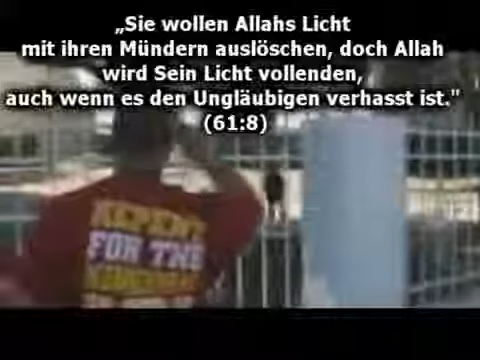 „Sie wollen Allahs Licht
mit ihren Mündern auslöschen, doch Allah
wird Sein Licht vollenden,
auch wenn es den Ungläubigen verhasst ist."
(61:8)
REPENT
FOR THE